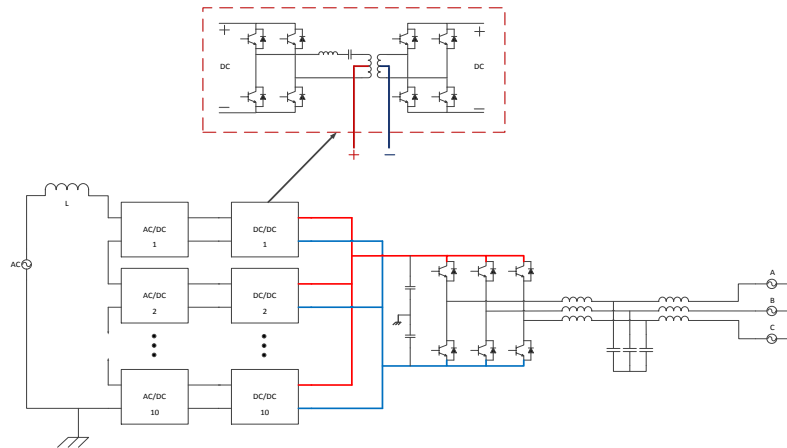 +
+
DC
DC
—
—
+
—
L
AC/DC
1
DC/DC
1
AC
AC/DC
2
DC/DC
2
AC/DC
10
DC/DC
10
A
B
C